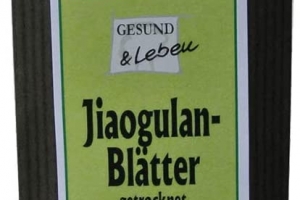 GESUND
& Leben
Jiaogulan-
Blätter
getrocknet